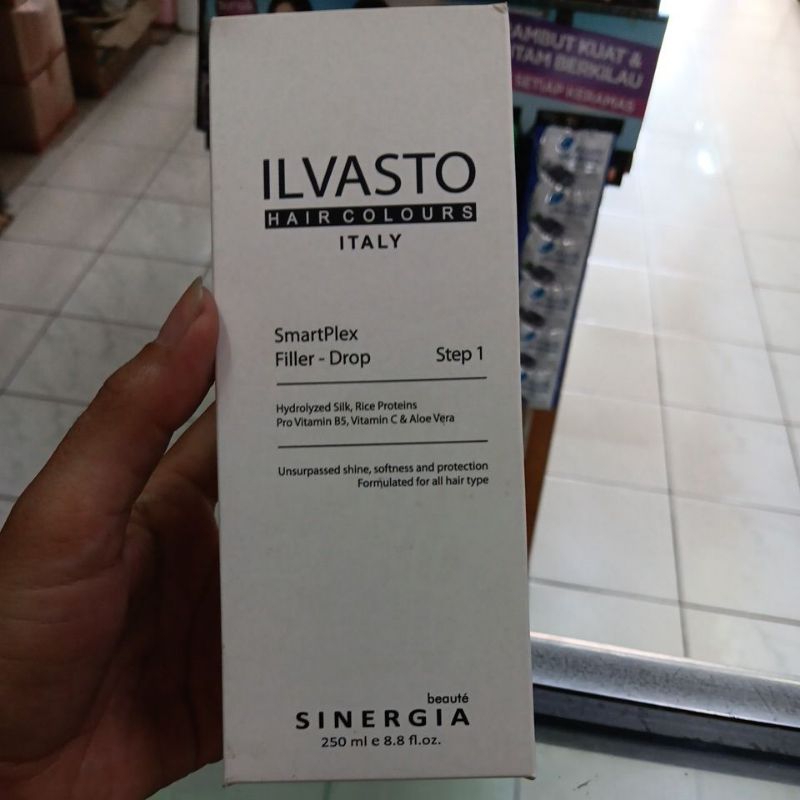 ILVASTO
HAIR COLOURS
ITALY
SmartPlex
Filler - Drop Step 1
Hydrolyzed Silk, Rice Proteins
Pro Vitamin B5, Vitamin C & Aloe Vera
Unsurpassed shine, softness and protection
Formulated for all hair type
beauté
SINERGIA
250 ml e 8.8 fl.oz.
AMBUT KUAT &
ITAM BERKILAU
SETIAP KERAMAS